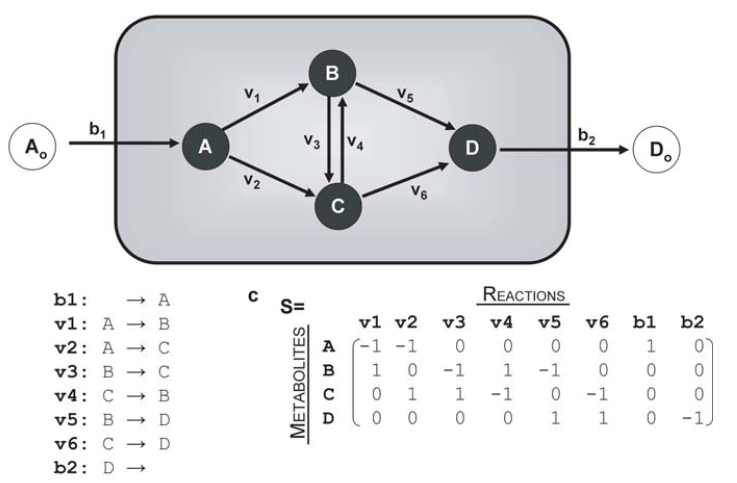 B
v1
v5
b1
b2
Ao
A
v3
v4
D
Do
v2
C
v6
b1: → A
v1: A → B
v2: A → C
v3: B → C
v4: C → B
v5: B → D
v6: C → D
b2: D →
c
S=
REACTIONS
METABOLITES
v1 v2 v3 v4 v5 v6 b1 b2
A -1 -1 0 0 0 0 1 0
B 1 0 -1 1 -1 0 0 0
C 0 1 1 -1 0 -1 0 0
D 0 0 0 0 1 1 0 -1